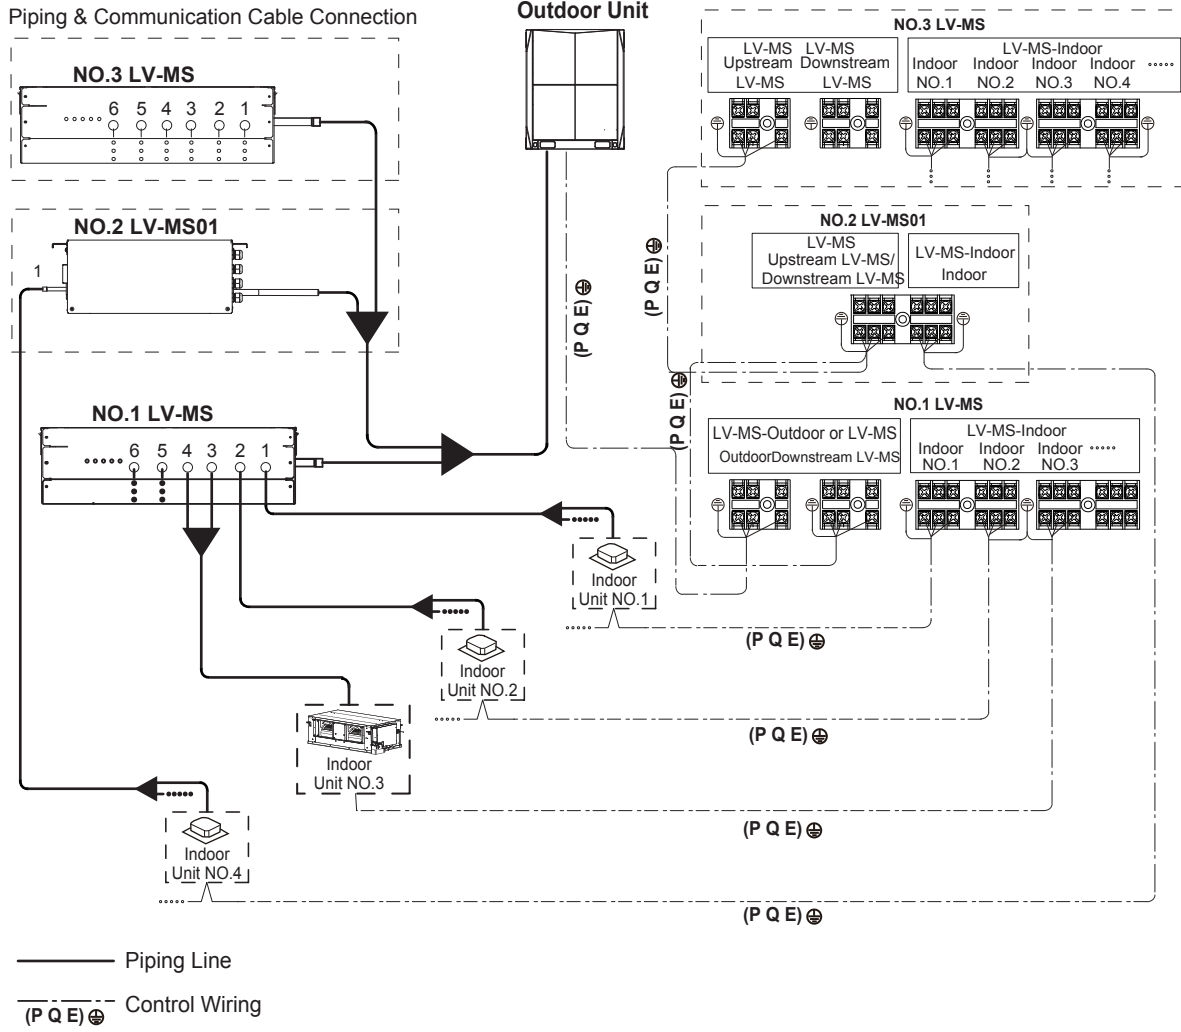 Piping & Communication Cable Connection
NO.3 LV-MS
6 5 4 3 2 1
NO.2 LV-MS01
1
NO.1 LV-MS
6 5 4 3 2 1
Outdoor Unit
(P Q E)
(P Q E)
(P Q E)
NO.3 LV-MS
LV-MS LV-MS
Upstream Downstream
LV-MS LV-MS
LV-MS-Indoor
Indoor Indoor Indoor Indoor
NO.1 NO.2 NO.3 NO.4
NO.2 LV-MS01
LV-MS
Upstream LV-MS/
Downstream LV-MS
LV-MS-Indoor
Indoor
NO.1 LV-MS
LV-MS-Outdoor or LV-MS
OutdoorDownstream LV-MS
LV-MS-Indoor
Indoor Indoor Indoor
NO.1 NO.2 NO.3
Indoor
Unit NO.1
(P Q E)
Indoor
Unit NO.2
(P Q E)
Indoor
Unit NO.3
(P Q E)
Indoor
Unit NO.4
(P Q E)
Piping Line
(P Q E) Control Wiring